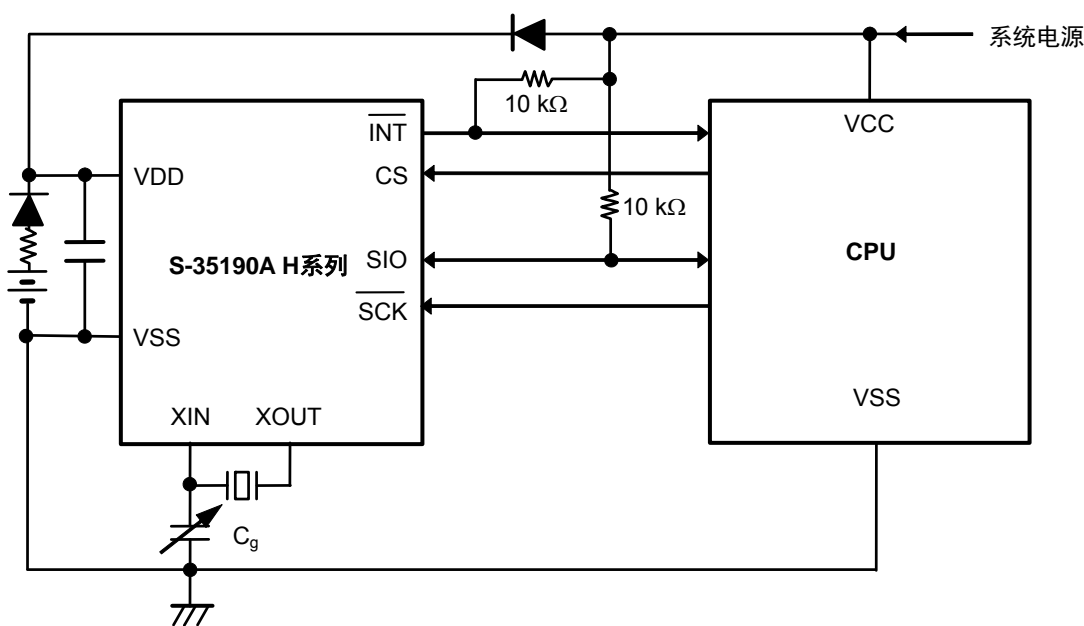 系统电源
10 kΩ
INT
VCC
VDD
CS
10 kΩ
S-35190A H系列
SIO
CPU
SCK
VSS
VSS
XIN
XOUT
Cg